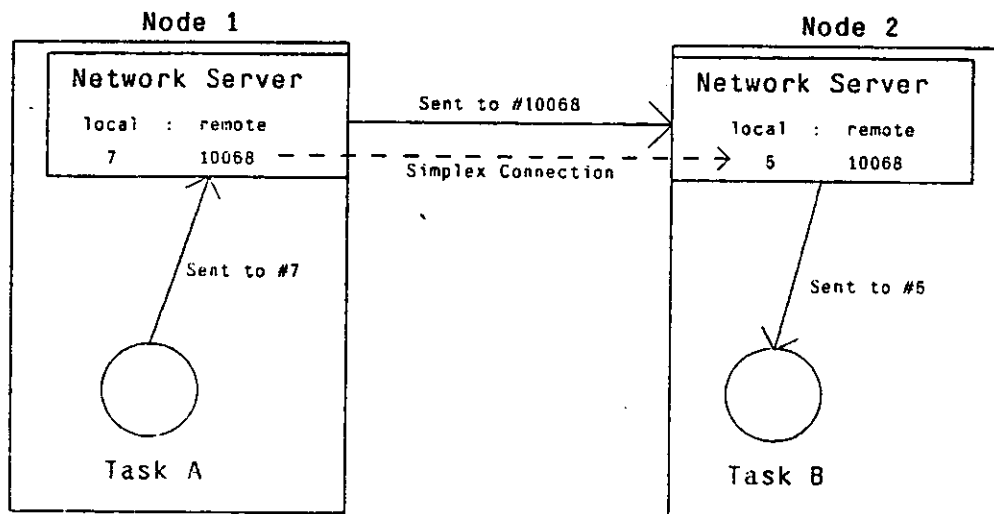 Node 1
Node 2
Network Server
local : remote
7 10068
Sent to #10068
Simplex Connection
Network Server
local : remote
5 10068
Sent to #7
Sent to #5
Task A
Task B